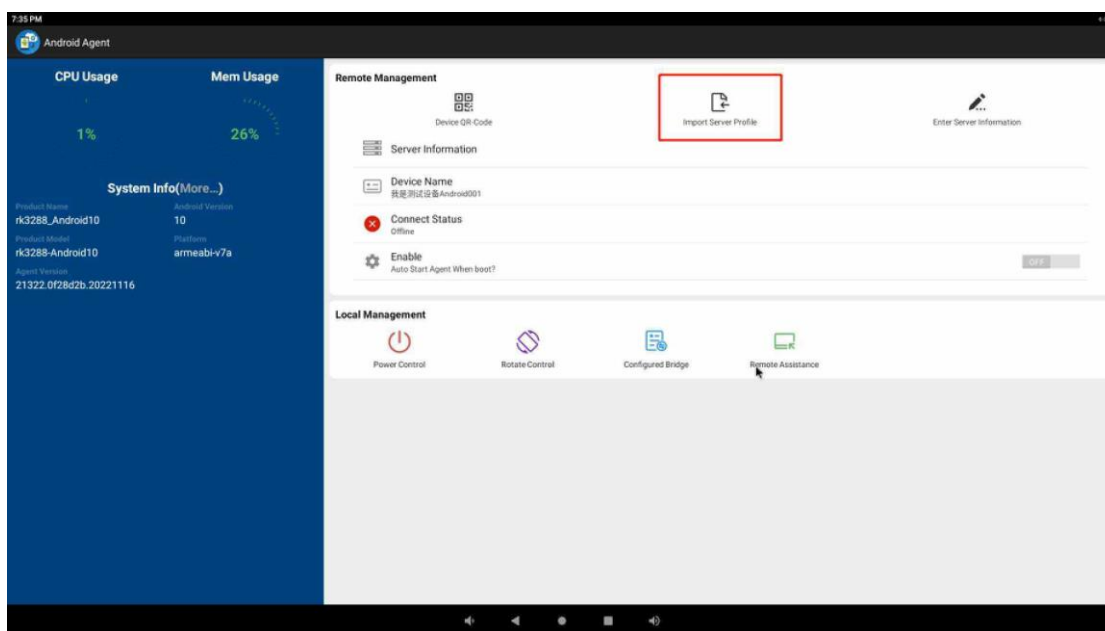 7:35 PM
Android Agent
CPU Usage
Mem Usage
1%
26%
System Info(More...)
Product Name
Android Version
rk3288_Android10
10
Product Model
Platform
rk3288-Android10
armeabi-v7a
Agent Version
21322.0f28d2b.20221116
Remote Management
Device QR-Code
Import Server Profile
Enter Server Information
Server Information
Device Name
我是测试设备Android001
Connect Status
Offline
Enable
Auto Start Agent When boot?
OFF
Local Management
Power Control
Rotate Control
Configured Bridge
Remote Assistance